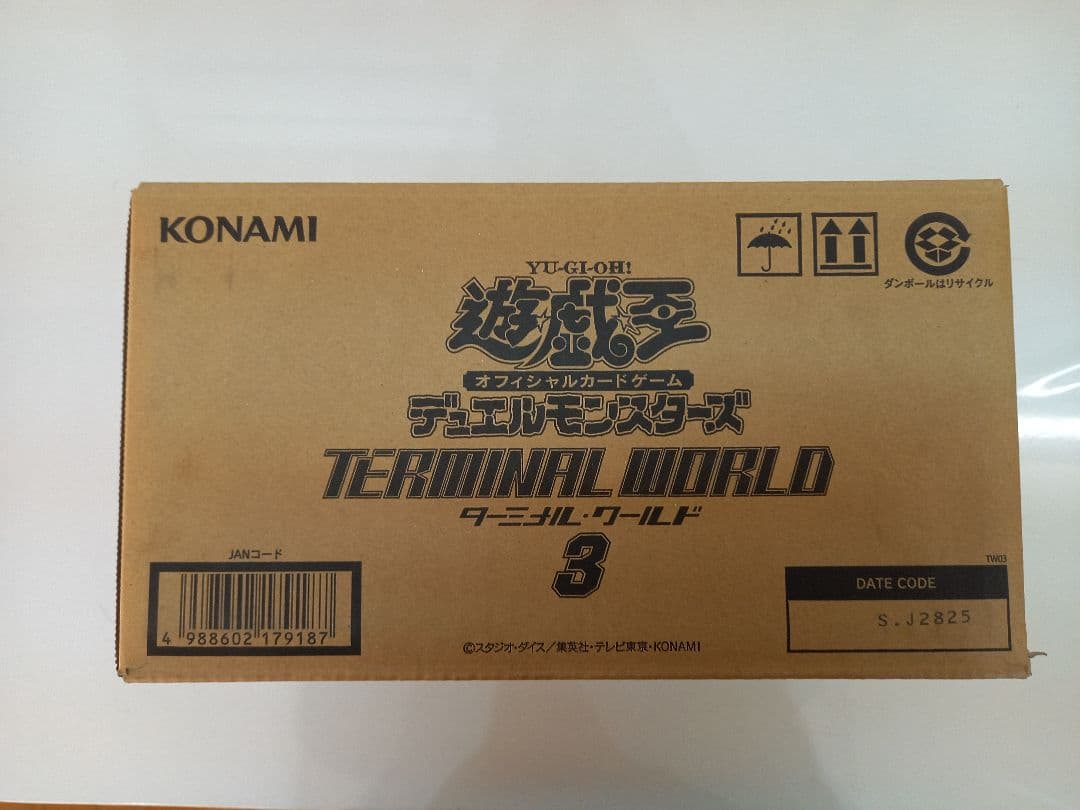 KONAMI
ダンボールはリサイクル
YU-GI-OH!
遊☆戯☆王
オフィシャルカードゲーム
デュエルモンスターズ
TERMINAL WORLD
ターミナル・ワールド
3
JANコード
4 988602 179187
TW03
DATE CODE
S.J2825
©スタジオ・ダイス/集英社・テレビ東京・KONAMI